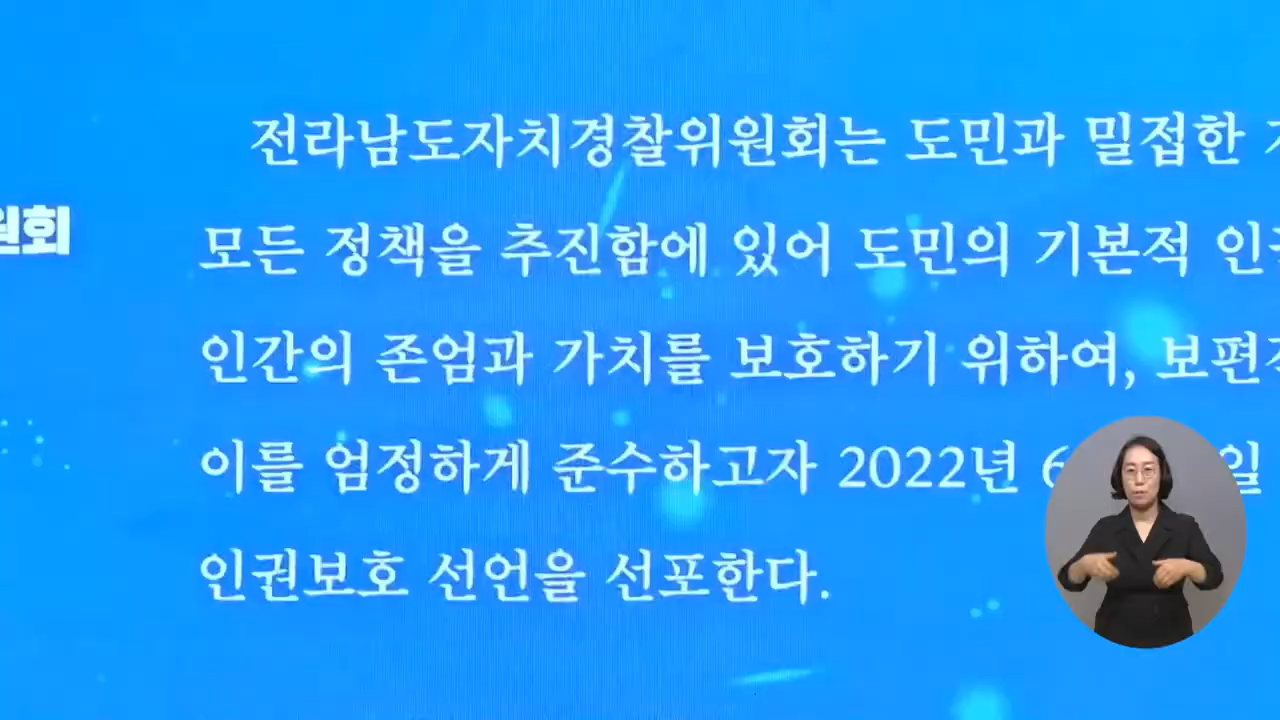 전라남도자치경찰위원회는 도민과 밀접한
원회
모든 정책을 추진함에 있어 도민의 기본적
인간의 존엄과 가치를 보호하기 위하여,
이를 엄정하게 준수하고자 2022년 6 일
인권보호 선언을 선포한다.